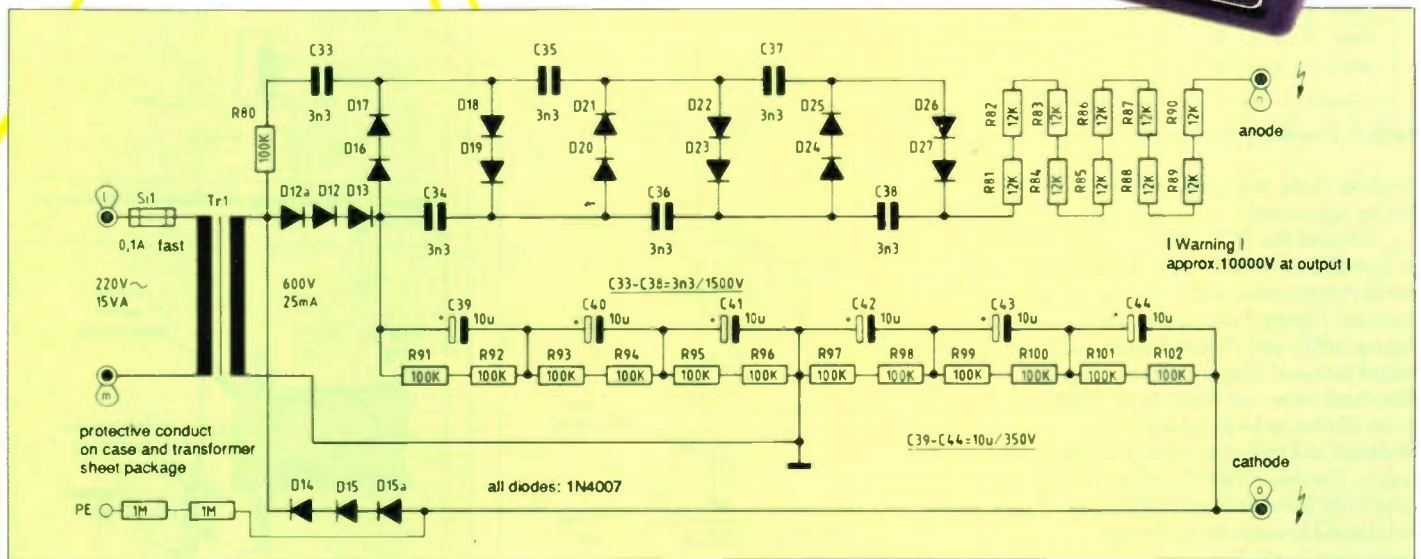 C33
C35
C37
3n3
3n3
3n3
R80
100K
D17
D18
D21
D22
D25
D26
D16
D19
D20
D23
D24
D27
R82
12K
R83
12K
R86
12K
R87
12K
R90
12K
R81
12K
R84
12K
R85
12K
R88
12K
R89
12K
n
anode
l
Si1
0,1A fast
Tr1
D12a D12 D13
C34
C36
C38
3n3
3n3
3n3
220V~
15VA
600V
25mA
! Warning !
approx.10000V at output !
C33-C38=3n3/1500V
C39
+
10u
C40
+
10u
C41
+
10u
C42
+
10u
C43
+
10u
C44
+
10u
R91 R92 R93 R94 R95 R96 R97 R98 R99 R100 R101 R102
100K 100K 100K 100K 100K 100K 100K 100K 100K 100K 100K 100K
m
C39-C44=10u/350V
protective conduct
on case and transformer
sheet package
all diodes: 1N4007
cathode
o
D14 D15 D15a
PE 1M 1M